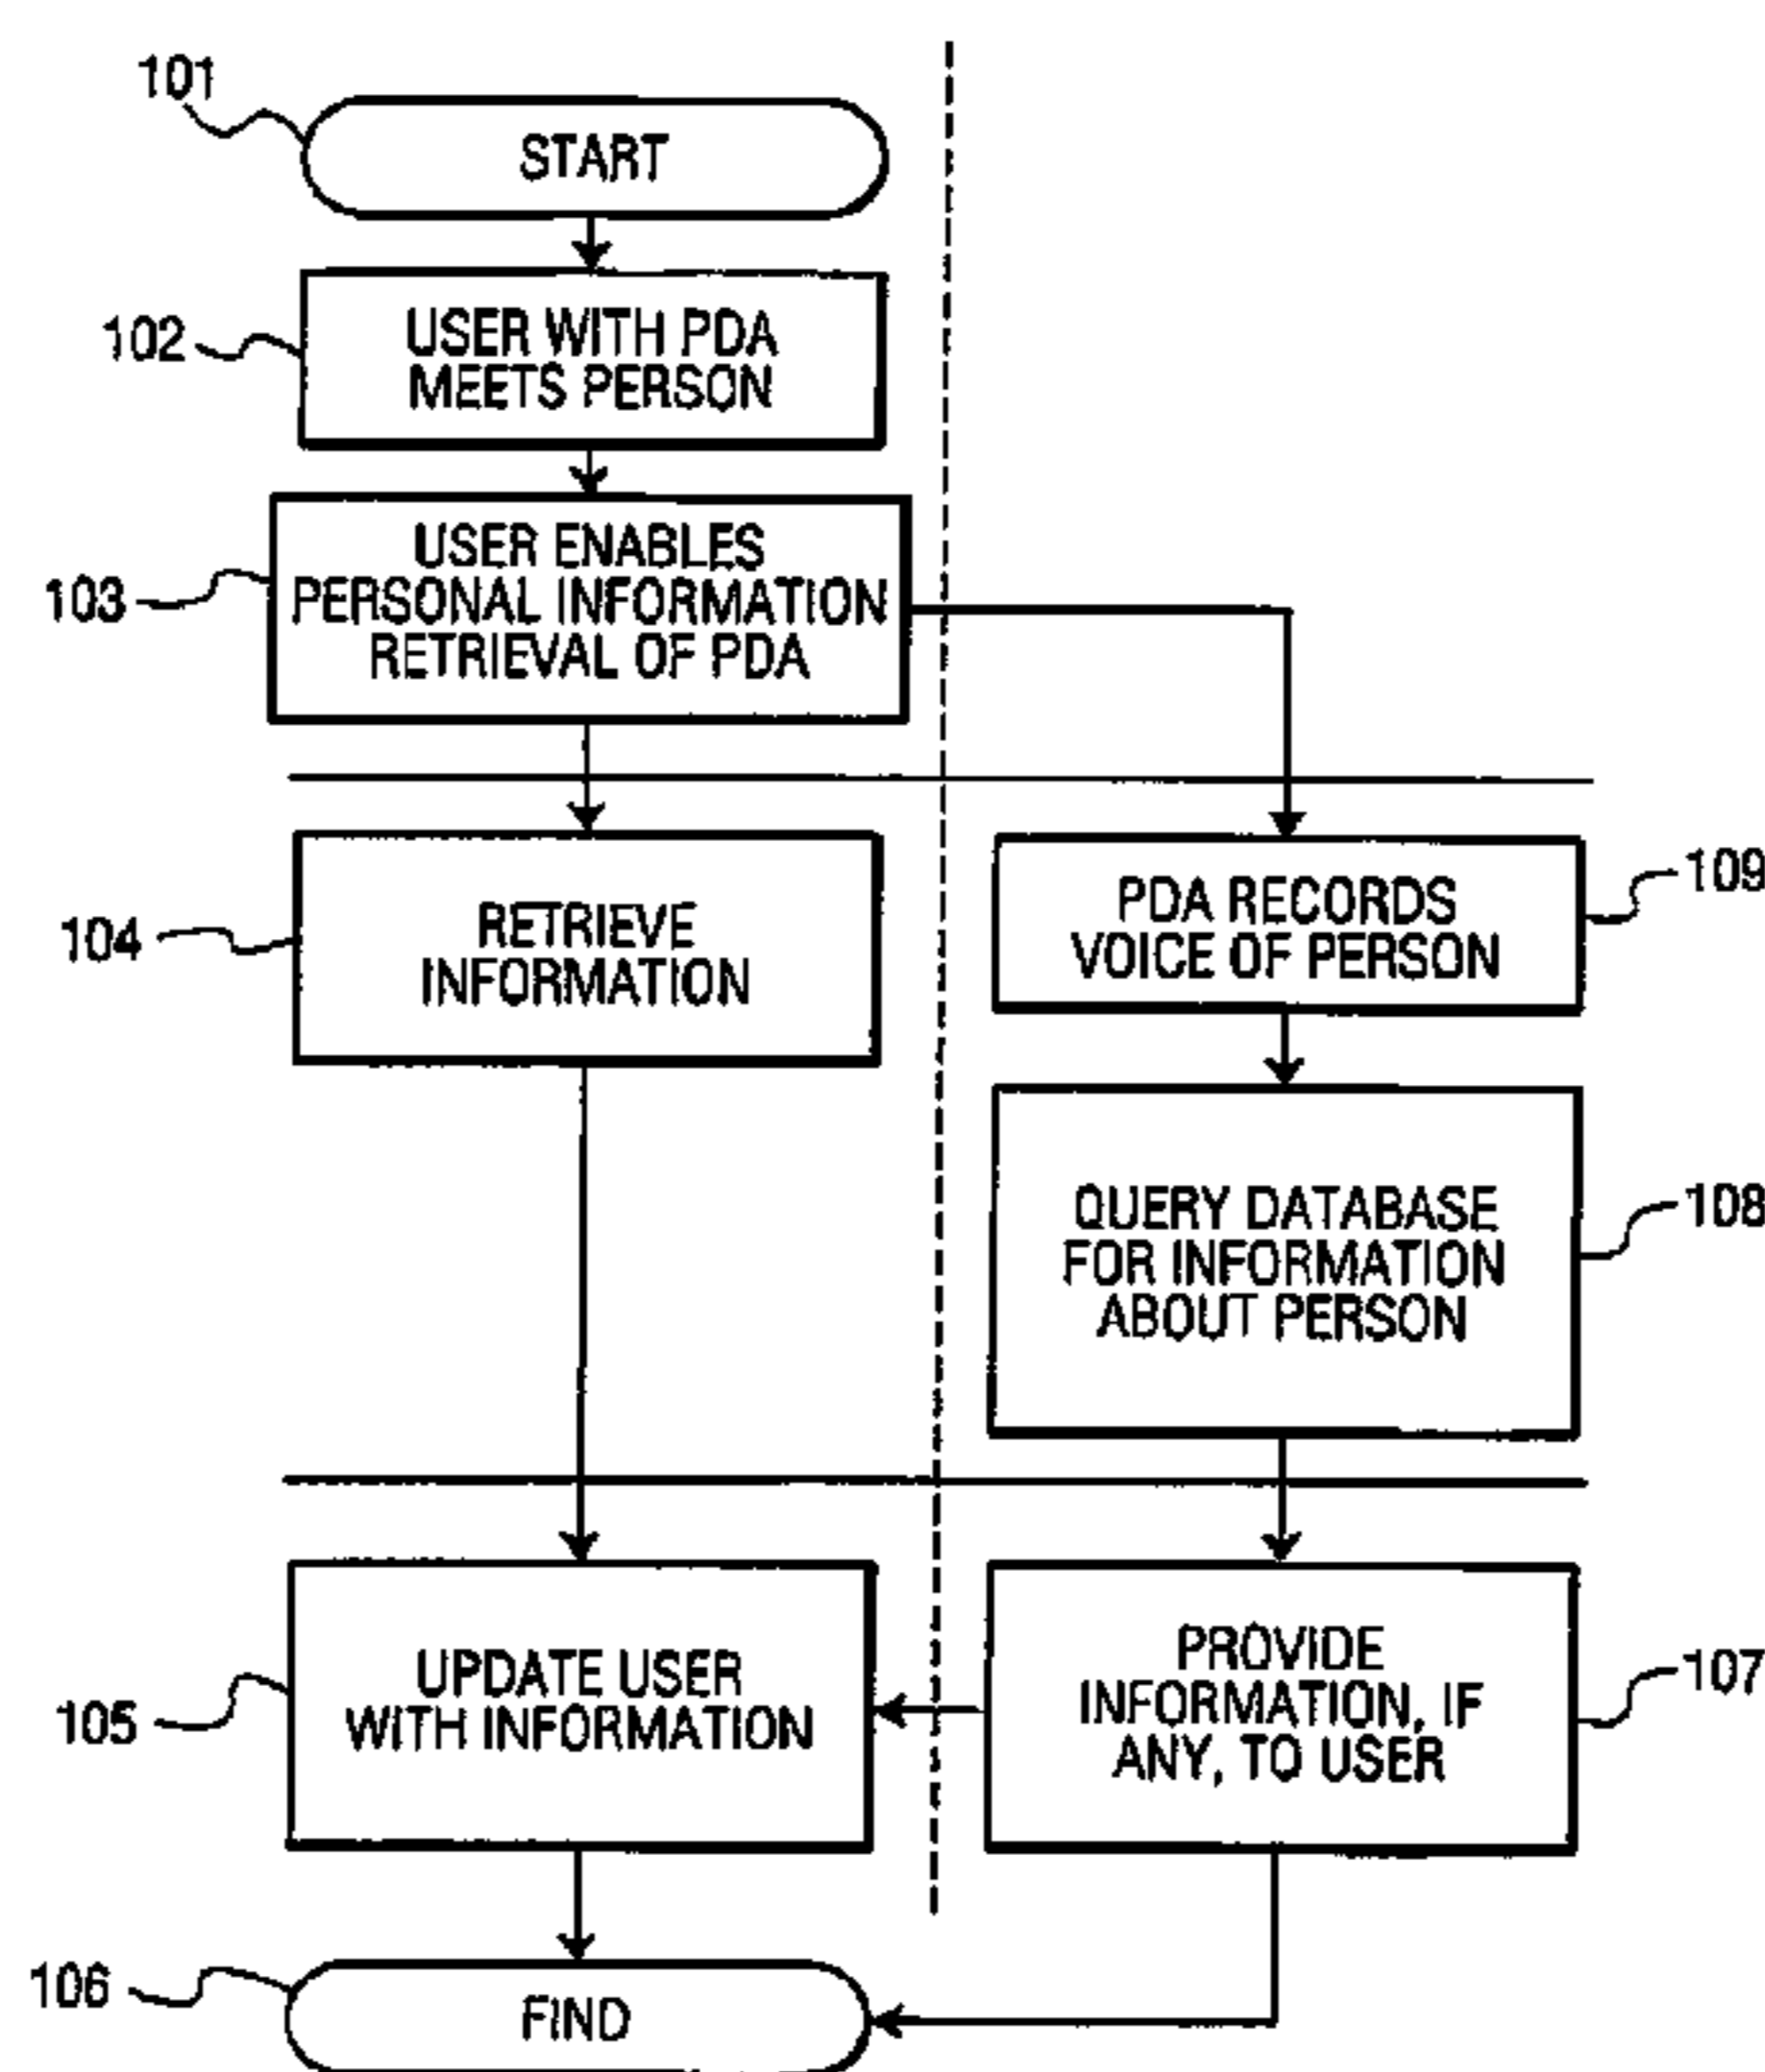 101
START
102
USER WITH PDA
MEETS PERSON
103
USER ENABLES
PERSONAL INFORMATION
RETRIEVAL OF PDA
104
RETRIEVE
INFORMATION
109
PDA RECORDS
VOICE OF PERSON
108
QUERY DATABASE
FOR INFORMATION
ABOUT PERSON
105
UPDATE USER
WITH INFORMATION
107
PROVIDE
INFORMATION, IF
ANY, TO USER
106
FIND